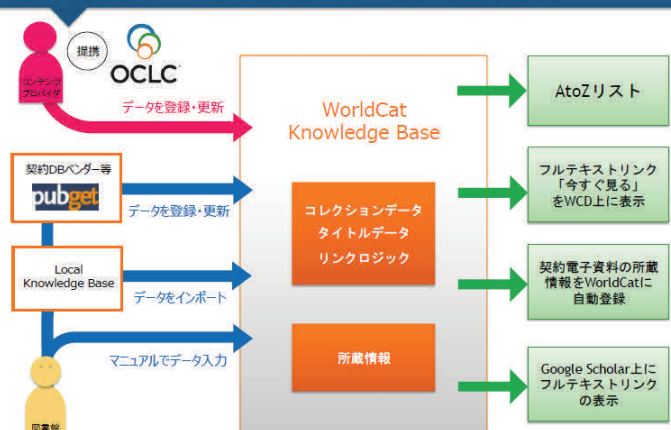 提携
OCLC
コンテンツ
プロバイダ
データを登録・更新
契約DBベンダー等
pubget
データを登録・更新
Local
Knowledge Base
データをインポート
マニュアルでデータ入力
図書館
WorldCat
Knowledge Base
コレクションデータ
タイトルデータ
リンクロジック
所蔵情報
AtoZリスト
フルテキストリンク
「今すぐ見る」
をWCD上に表示
契約電子資料の所蔵
情報をWorldCatに
自動登録
Google Scholar上に
フルテキストリンク
の表示